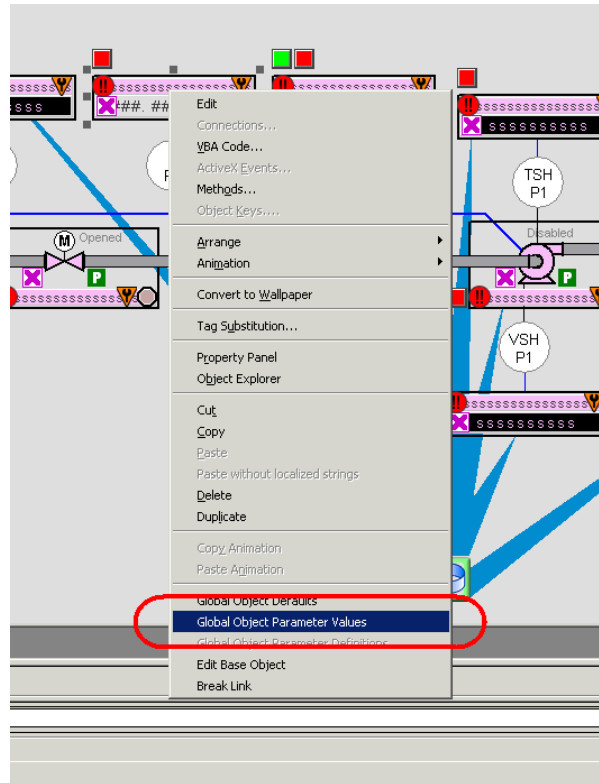 sssss
ssss
###. ##
ssssssssss
TSH
P1
M
Opened
Disabled
P
P
VSH
P1
ssssssssss
Edit
Connections...
VBA Code...
ActiveX Events...
Methods...
Object Keys....
Arrange
Animation
Convert to Wallpaper
Tag Substitution...
Property Panel
Object Explorer
Cut
Copy
Paste
Paste without localized strings
Delete
Duplicate
Copy Animation
Paste Animation
Global Object Defaults
Global Object Parameter Values
Global Object Parameter Definitions
Edit Base Object
Break Link